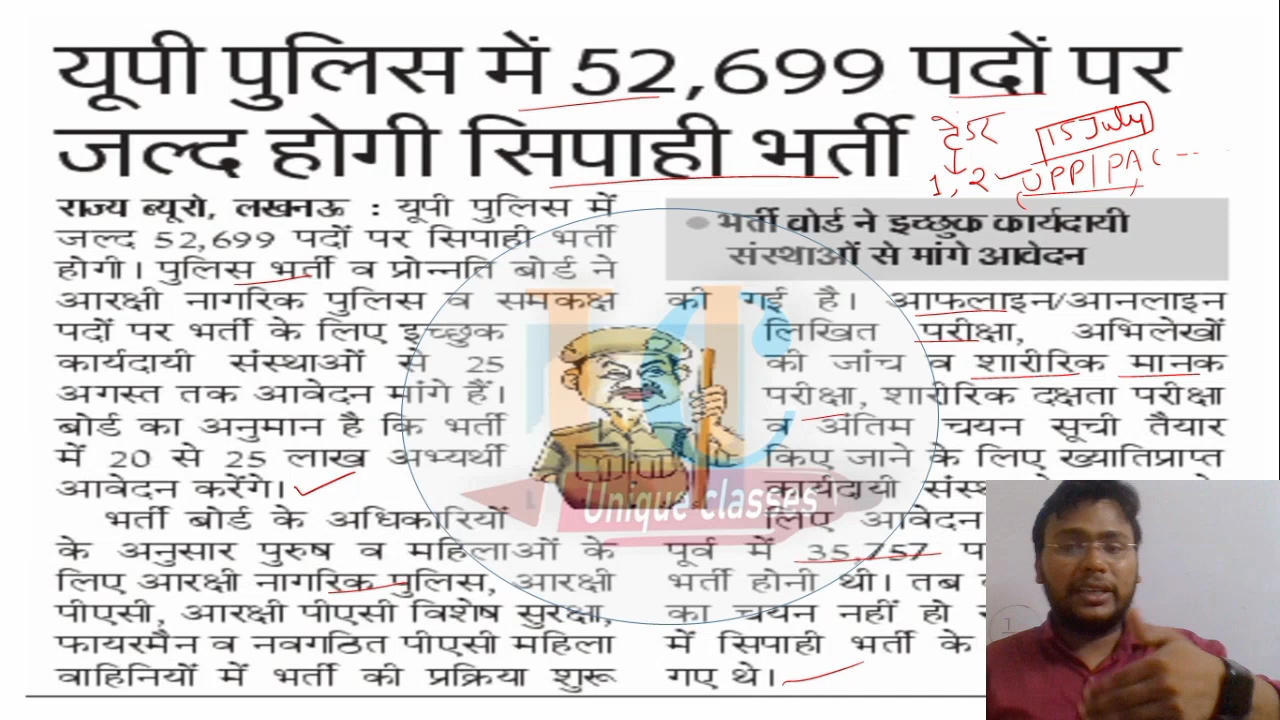 यूपी पुलिस में 52,699 पदों पर
जल्द होगी सिपाही भर्ती
टेंडर
15 July
1, 2 - UPP/PAC --
राज्य ब्यूरो, लखनऊ : यूपी पुलिस में
जल्द 52,699 पदों पर सिपाही भर्ती
होगी। पुलिस भर्ती व प्रोन्नति बोर्ड ने
आरक्षी नागरिक पुलिस व समकक्ष
पदों पर भर्ती के लिए इच्छुक
कार्यदायी संस्थाओं से 25
अगस्त तक आवेदन मांगे हैं।
बोर्ड का अनुमान है कि भर्ती
में 20 से 25 लाख अभ्यर्थी
आवेदन करेंगे।
भर्ती बोर्ड के अधिकारियों
के अनुसार पुरुष व महिलाओं के
लिए आरक्षी नागरिक पुलिस, आरक्षी
पीएसी, आरक्षी पीएसी विशेष सुरक्षा,
फायरमैन व नवगठित पीएसी महिला
वाहिनियों में भर्ती की प्रक्रिया शुरू
भर्ती बोर्ड ने इच्छुक कार्यदायी
संस्थाओं से मांगे आवेदन
की गई है। आफलाइन/आनलाइन
लिखित परीक्षा, अभिलेखों
की जांच व शारीरिक मानक
परीक्षा, शारीरिक दक्षता परीक्षा
व अंतिम चयन सूची तैयार
किए जाने के लिए ख्यातिप्राप्त
कार्यदायी
लिए आवेदन
पूर्व में 35,757
भर्ती होनी थी। तब
का चयन नहीं हो
में सिपाही भर्ती के
गए थे।
Unique classes
1